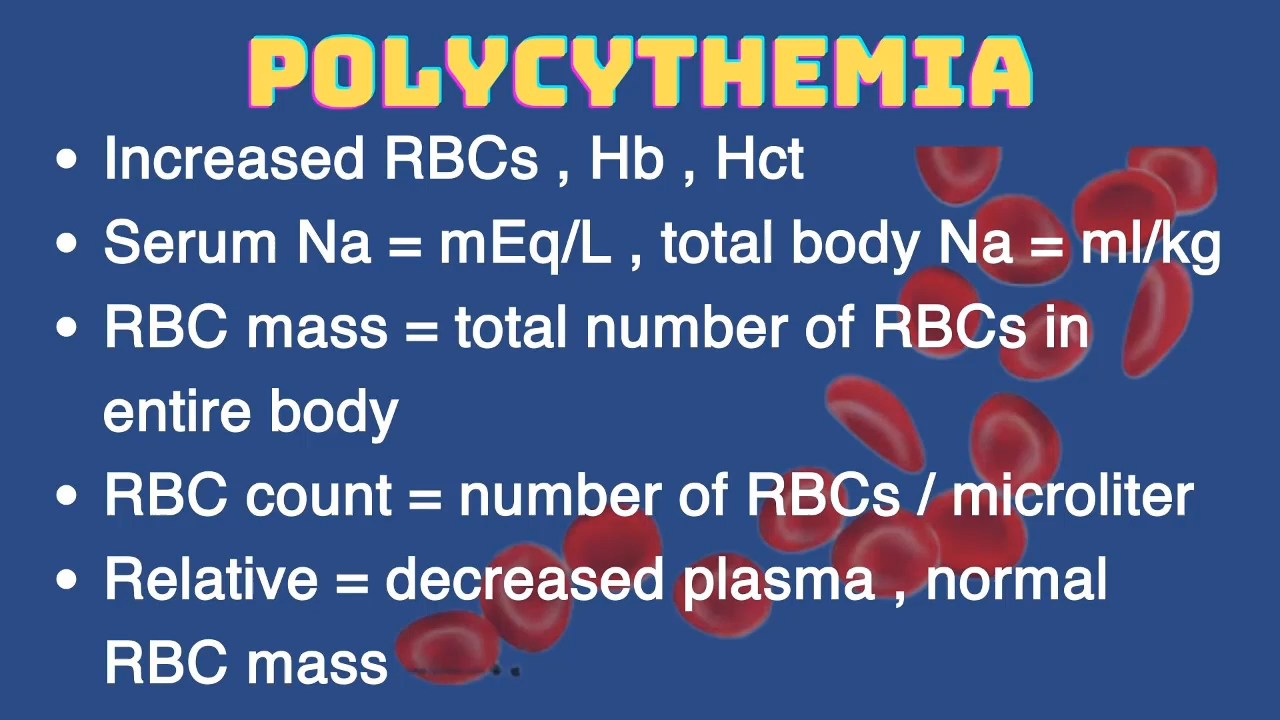 POLYCYTHEMIA
• Increased RBCs , Hb , Hct
• Serum Na = mEq/L , total body Na = ml/kg
• RBC mass = total number of RBCs in
entire body
• RBC count = number of RBCs / microliter
• Relative = decreased plasma , normal
RBC mass